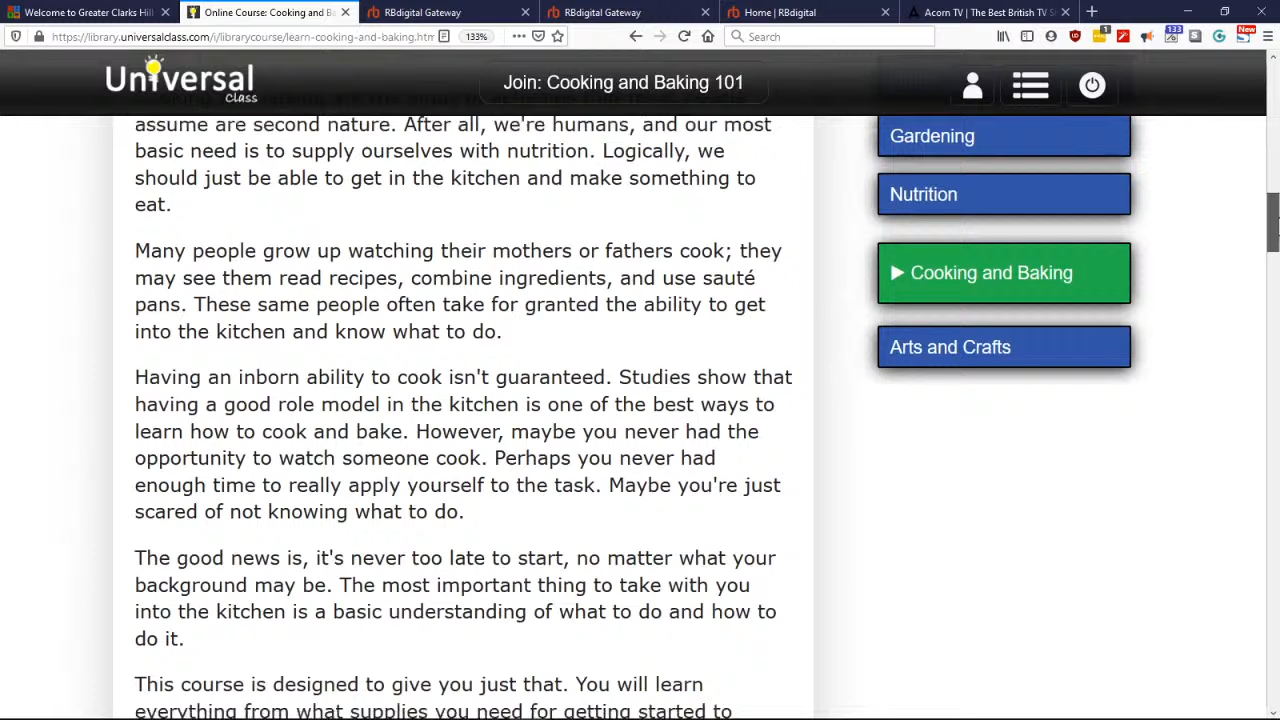 Welcome to Greater Clarks Hill
Online Course: Cooking and Ba
RBdigital Gateway
RBdigital Gateway
Home | RBdigital
Acorn TV | The Best British TV S
https://library.universalclass.com/i/librarycourse/learn-cooking-and-baking.htm
133%
Search
133
New
Universal Class
Join: Cooking and Baking 101
assume are second nature. After all, we're humans, and our most
basic need is to supply ourselves with nutrition. Logically, we
should just be able to get in the kitchen and make something to
eat.
Many people grow up watching their mothers or fathers cook; they
may see them read recipes, combine ingredients, and use sauté
pans. These same people often take for granted the ability to get
into the kitchen and know what to do.
Having an inborn ability to cook isn't guaranteed. Studies show that
having a good role model in the kitchen is one of the best ways to
learn how to cook and bake. However, maybe you never had the
opportunity to watch someone cook. Perhaps you never had
enough time to really apply yourself to the task. Maybe you're just
scared of not knowing what to do.
The good news is, it's never too late to start, no matter what your
background may be. The most important thing to take with you
into the kitchen is a basic understanding of what to do and how to
do it.
This course is designed to give you just that. You will learn
everything from what supplies you need for getting started to
Gardening
Nutrition
Cooking and Baking
Arts and Crafts